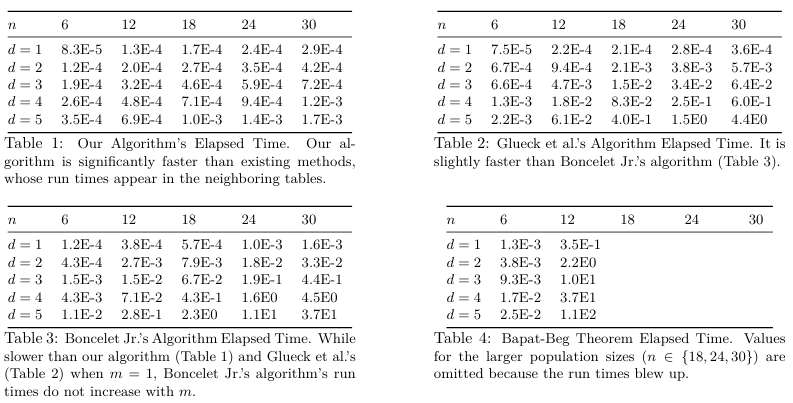 n 6 12 18 24 30
d = 1 8.3E-5 1.3E-4 1.7E-4 2.4E-4 2.9E-4
d = 2 1.2E-4 2.0E-4 2.7E-4 3.5E-4 4.2E-4
d = 3 1.9E-4 3.2E-4 4.6E-4 5.9E-4 7.2E-4
d = 4 2.6E-4 4.8E-4 7.1E-4 9.4E-4 1.2E-3
d = 5 3.5E-4 6.9E-4 1.0E-3 1.4E-3 1.7E-3
Table 1: Our Algorithm's Elapsed Time. Our al-
gorithm is significantly faster than existing methods,
whose run times appear in the neighboring tables.
n 6 12 18 24 30
d = 1 7.5E-5 2.2E-4 2.1E-4 2.8E-4 3.6E-4
d = 2 6.7E-4 9.4E-4 2.1E-3 3.8E-3 5.7E-3
d = 3 6.6E-4 4.7E-3 1.5E-2 3.4E-2 6.4E-2
d = 4 1.3E-3 1.8E-2 8.3E-2 2.5E-1 6.0E-1
d = 5 2.2E-3 6.1E-2 4.0E-1 1.5E0 4.4E0
Table 2: Glueck et al.'s Algorithm Elapsed Time. It is
slightly faster than Boncelet Jr.'s algorithm (Table 3).
n 6 12 18 24 30
d = 1 1.2E-4 3.8E-4 5.7E-4 1.0E-3 1.6E-3
d = 2 4.3E-4 2.7E-3 7.9E-3 1.8E-2 3.3E-2
d = 3 1.5E-3 1.5E-2 6.7E-2 1.9E-1 4.4E-1
d = 4 4.3E-3 7.1E-2 4.3E-1 1.6E0 4.5E0
d = 5 1.1E-2 2.8E-1 2.3E0 1.1E1 3.7E1
Table 3: Boncelet Jr.'s Algorithm Elapsed Time. While
slower than our algorithm (Table 1) and Glueck et al.'s
(Table 2) when m = 1, Boncelet Jr.'s algorithm's run
times do not increase with m.
n 6 12 18 24 30
d = 1 1.3E-3 3.5E-1
d = 2 3.8E-3 2.2E0
d = 3 9.3E-3 1.0E1
d = 4 1.7E-2 3.7E1
d = 5 2.5E-2 1.1E2
Table 4: Bapat-Beg Theorem Elapsed Time. Values
for the larger population sizes (n ∈ {18, 24, 30}) are
omitted because the run times blew up.